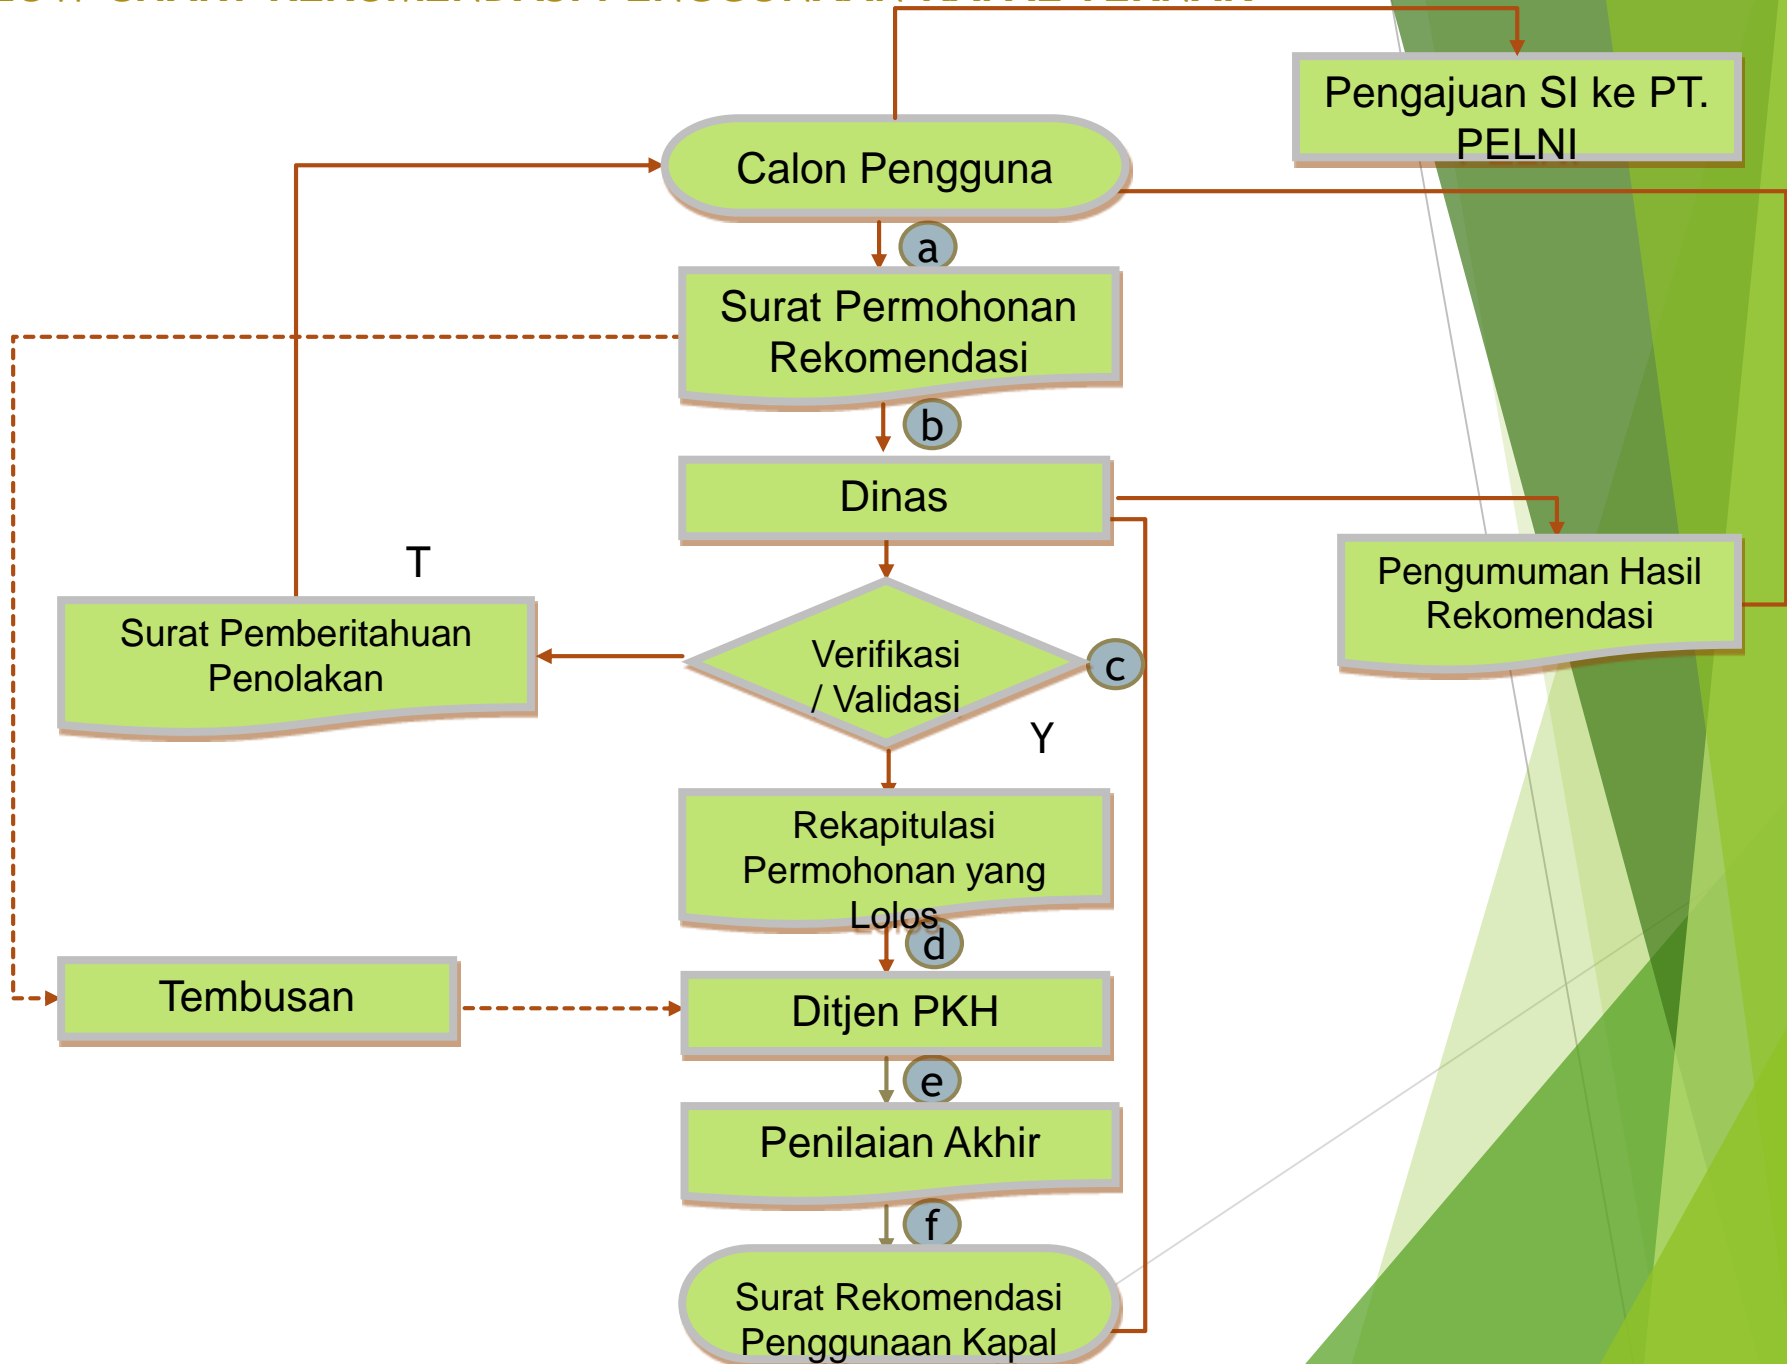 Pengajuan SI ke PT.
PELNI
Calon Pengguna
a
Surat Permohonan
Rekomendasi
b
Dinas
T
Pengumuman Hasil
Rekomendasi
Surat Pemberitahuan
Penolakan
Verifikasi
/ Validasi
c
Y
Rekapitulasi
Permohonan yang
Lolos
d
Tembusan
Ditjen PKH
e
Penilaian Akhir
f
Surat Rekomendasi
Penggunaan Kapal